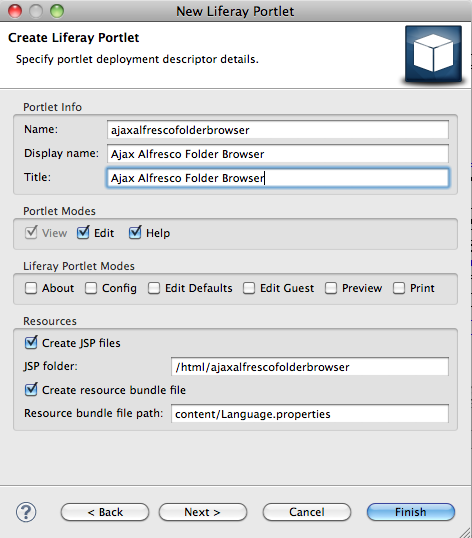 New Liferay Portlet
Create Liferay Portlet
Specify portlet deployment descriptor details.
Portlet Info
Name: ajaxalfrescofolderbrowser
Display name: Ajax Alfresco Folder Browser
Title: Ajax Alfresco Folder Browser
Portlet Modes
View Edit Help
Liferay Portlet Modes
About Config Edit Defaults Edit Guest Preview Print
Resources
Create JSP files
JSP folder: /html/ajaxalfrescofolderbrowser
Create resource bundle file
Resource bundle file path: content/Language.properties
? < Back Next > Cancel Finish